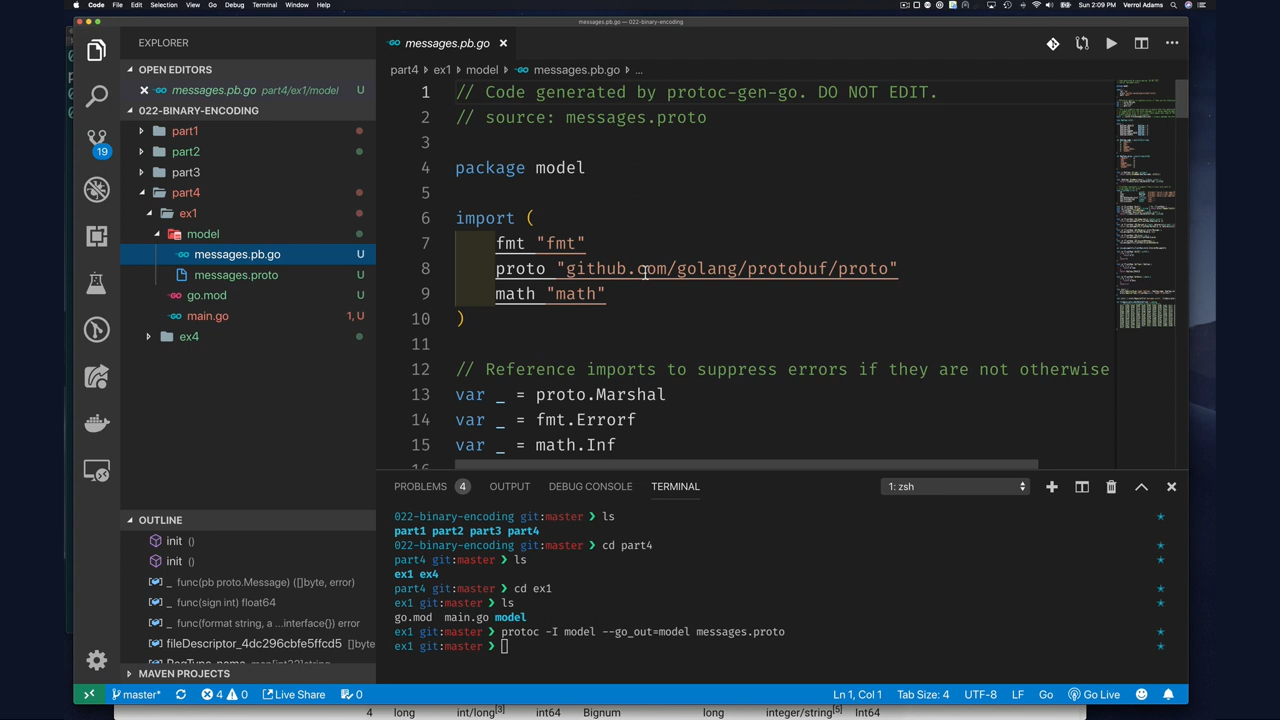 Code File Edit Selection View Go Debug Terminal Window Help
Sun 2:09 PM Verrol Adams
messages.pb.go — 022-binary-encoding
EXPLORER
OPEN EDITORS
messages.pb.go part4/ex1/model U
022-BINARY-ENCODING
part1
part2
part3
part4
ex1
model
messages.pb.go U
messages.proto U
go.mod U
main.go 1, U
ex4
19
OUTLINE
init ()
init ()
_ func(pb proto.Message) ([]byte, error)
_ func(sign int) float64
_ func(format string, a ...interface{}) error
fileDescriptor_4dc296cbfe5ffcd5 []byte
MAVEN PROJECTS
messages.pb.go
part4 ex1 model messages.pb.go ...
1 // Code generated by protoc-gen-go. DO NOT EDIT.
2 // source: messages.proto
3
4 package model
5
6 import (
7 fmt "fmt"
8 proto "github.com/golang/protobuf/proto"
9 math "math"
10 )
11
12 // Reference imports to suppress errors if they are not otherwise
13 var _ = proto.Marshal
14 var _ = fmt.Errorf
15 var _ = math.Inf
PROBLEMS 4 OUTPUT DEBUG CONSOLE TERMINAL 1: zsh
022-binary-encoding git:master ❯ ls
part1 part2 part3 part4
022-binary-encoding git:master ❯ cd part4
part4 git:master ❯ ls
ex1 ex4
part4 git:master ❯ cd ex1
ex1 git:master ❯ ls
go.mod main.go model
ex1 git:master ❯ protoc -I model --go_out=model messages.proto
ex1 git:master ❯
master* 4 0 Live Share 0 Ln 1, Col 1 Tab Size: 4 UTF-8 LF Go Go Live
4 long int/long[3] int64 Bignum long integer/string[5] Int64